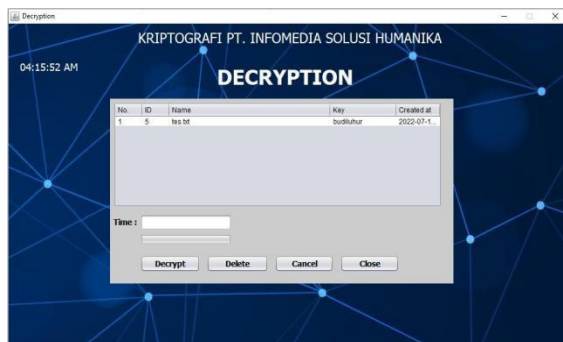 Decryption
KRIPTOGRAFI PT. INFOMEDIA SOLUSI HUMANIKA
04:15:52 AM
DECRYPTION
No. ID Name Key Created at
1 5 tes.txt budiluhur 2022-07-1...
Time :
Decrypt Delete Cancel Close